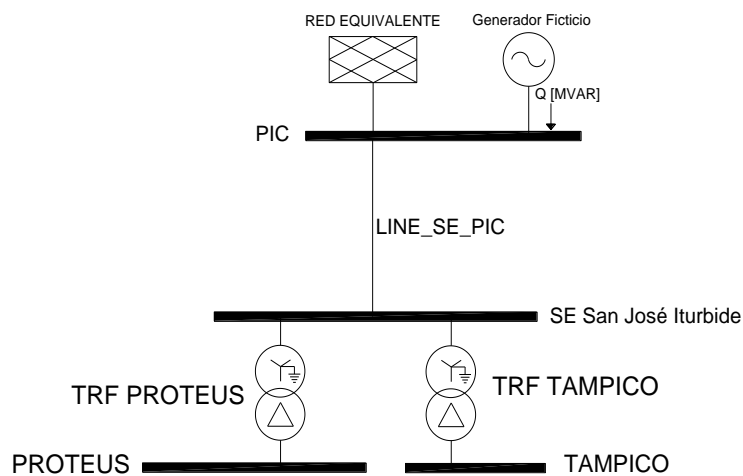 RED EQUIVALENTE
Generador Ficticio
Q [MVAR]
PIC
LINE_SE_PIC
SE San José Iturbide
TRF PROTEUS
TRF TAMPICO
PROTEUS
TAMPICO